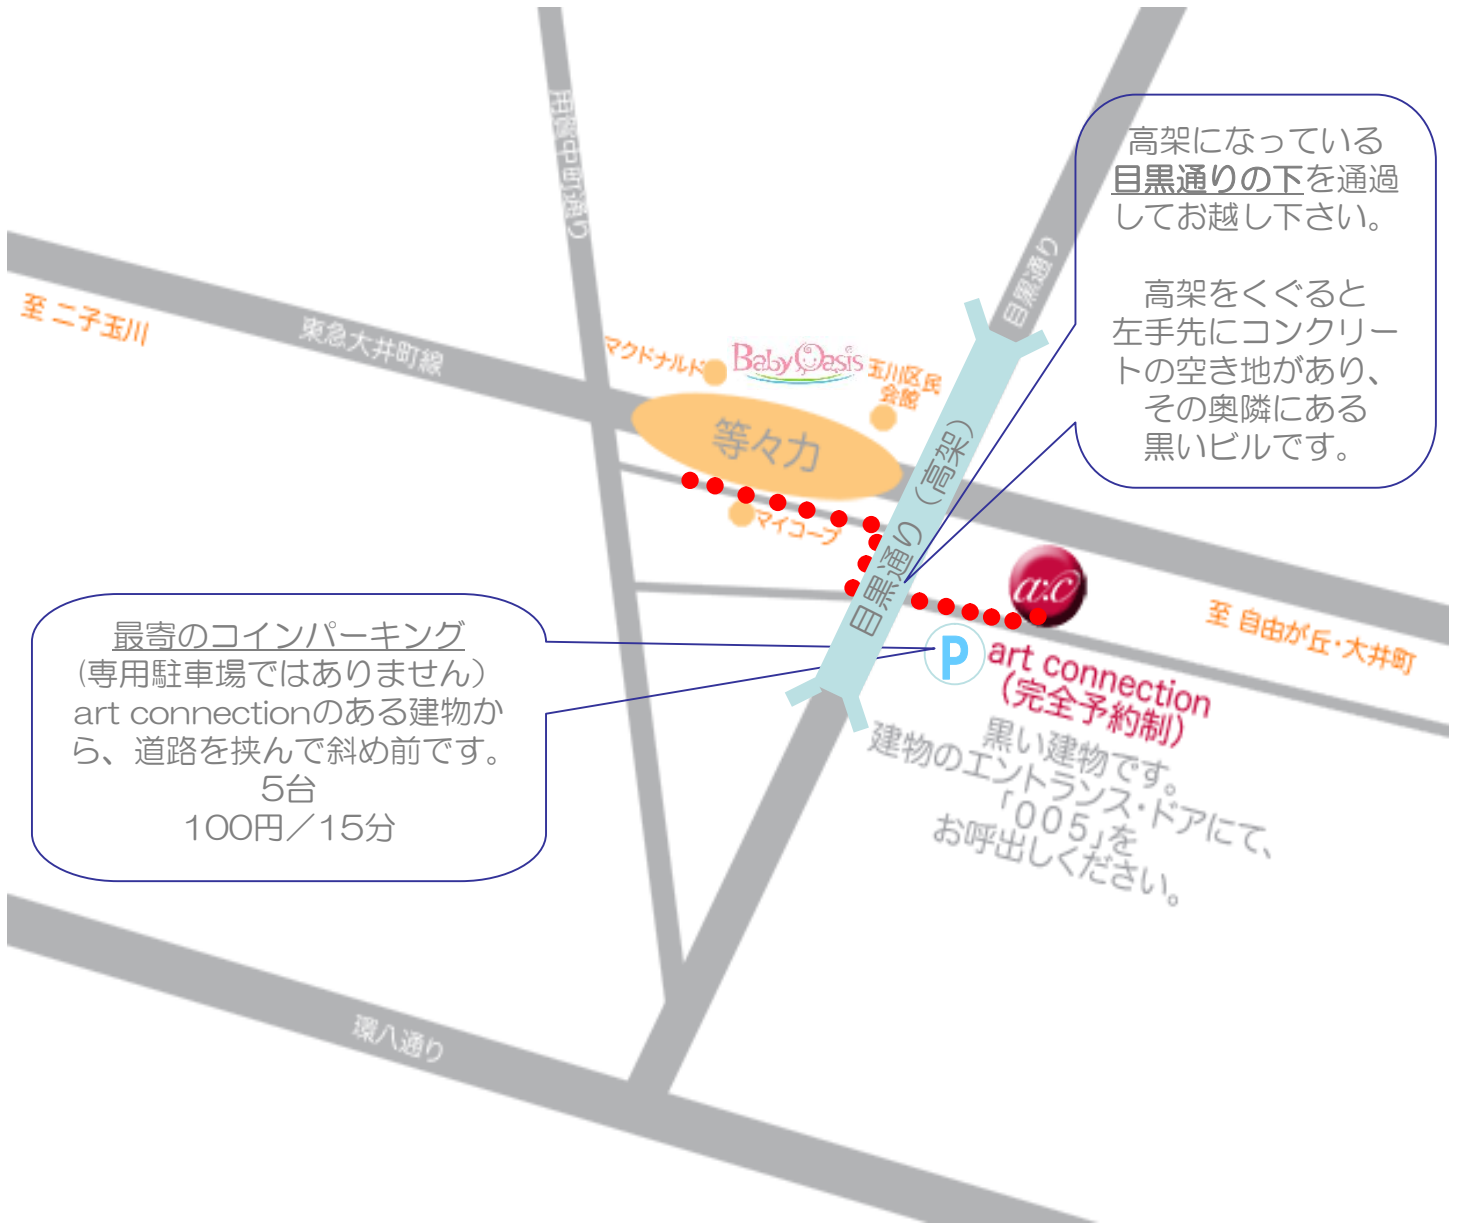 用賀中町通り
高架になっている
目黒通りの下を通過
してお越し下さい。
高架をくぐると
左手先にコンクリー
トの空き地があり、
その奥隣にある
黒いビルです。
目黒通り
至 二子玉川
東急大井町線
マクドナルド
Baby Oasis
玉川区民
会館
等々力
目黒通り（高架）
マイコープ
a.c
至 自由が丘・大井町
最寄のコインパーキング
(専用駐車場ではありません）
art connectionのある建物か
ら、道路を挟んで斜め前です。
5台
100円／15分
P
art connection
（完全予約制）
黒い建物です。
建物のエントランス・ドアにて、
「００５」を
お呼出しください。
環八通り